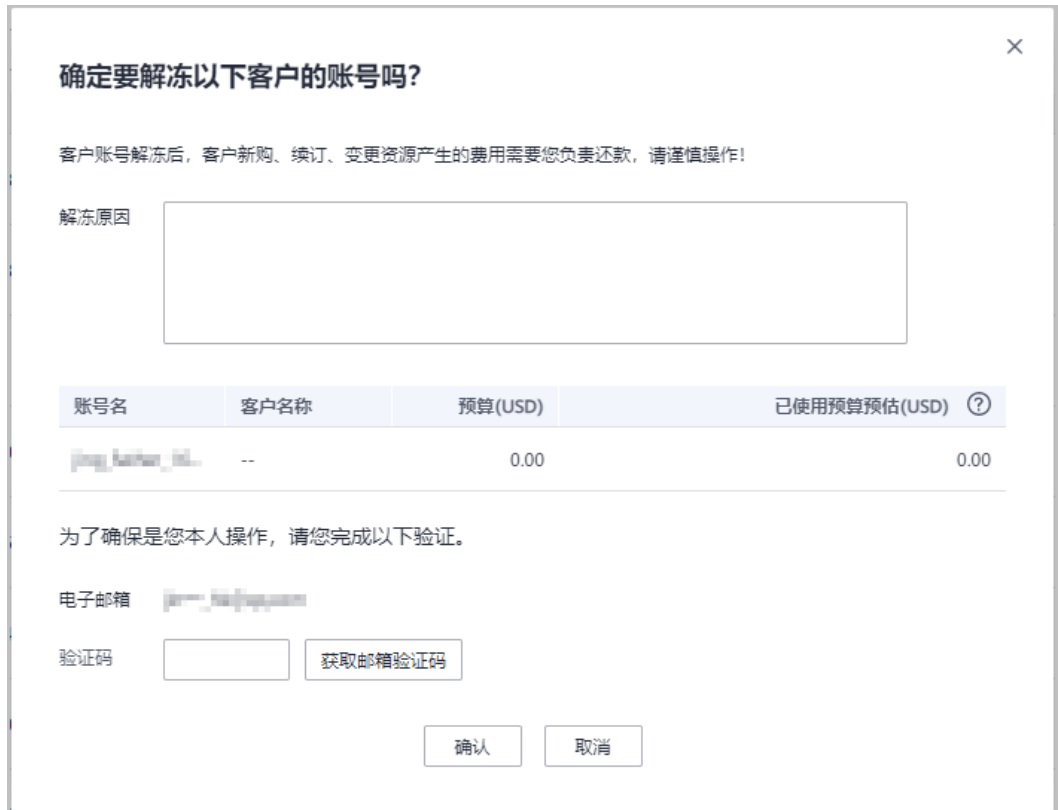 确定要解冻以下客户的账号吗?
客户账号解冻后，客户新购、续订、变更资源产生的费用需要您负责还款，请谨慎操作!
解冻原因
账号名 客户名称 预算(USD) 已使用预算预估(USD) ?
-- 0.00 0.00
为了确保是您本人操作，请您完成以下验证。
电子邮箱
验证码 获取邮箱验证码
确认 取消